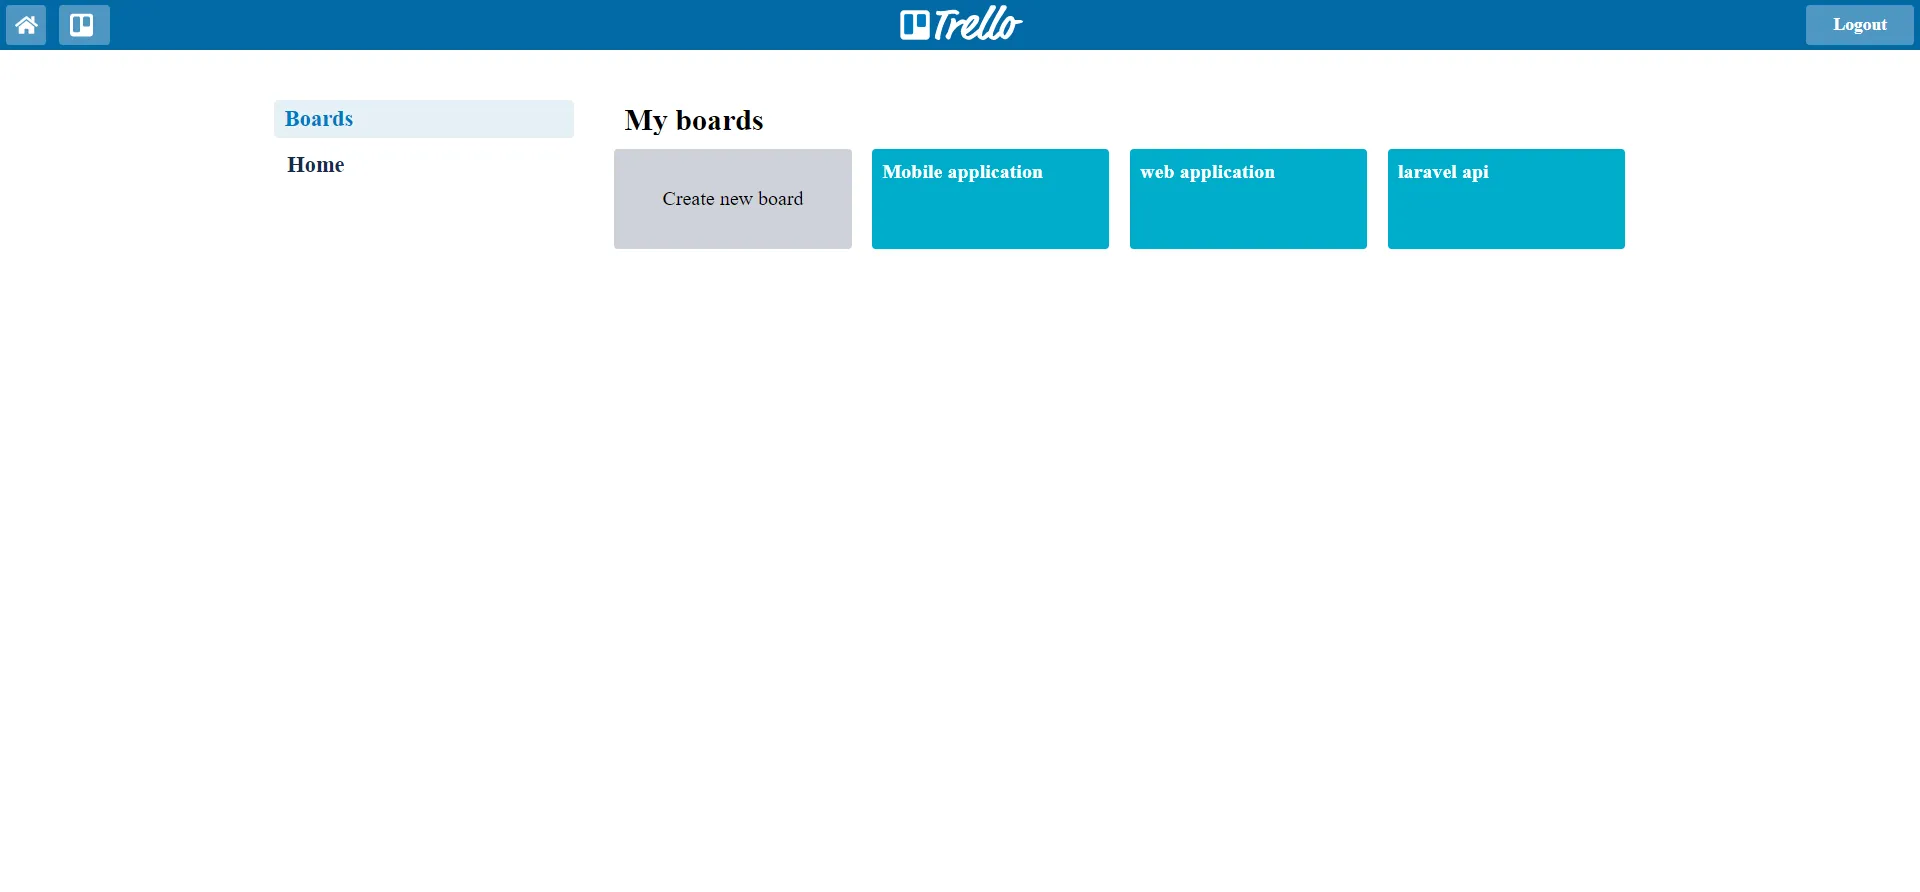 Trello
Logout
Boards
Home
My boards
Create new board
Mobile application
web application
laravel api